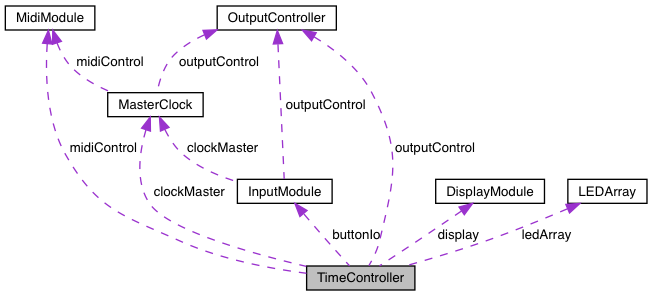 MidiModule
OutputController
midiControl
outputControl
MasterClock
outputControl
midiControl
clockMaster
outputControl
clockMaster
InputModule
DisplayModule
LEDArray
buttonIo
display
ledArray
TimeController